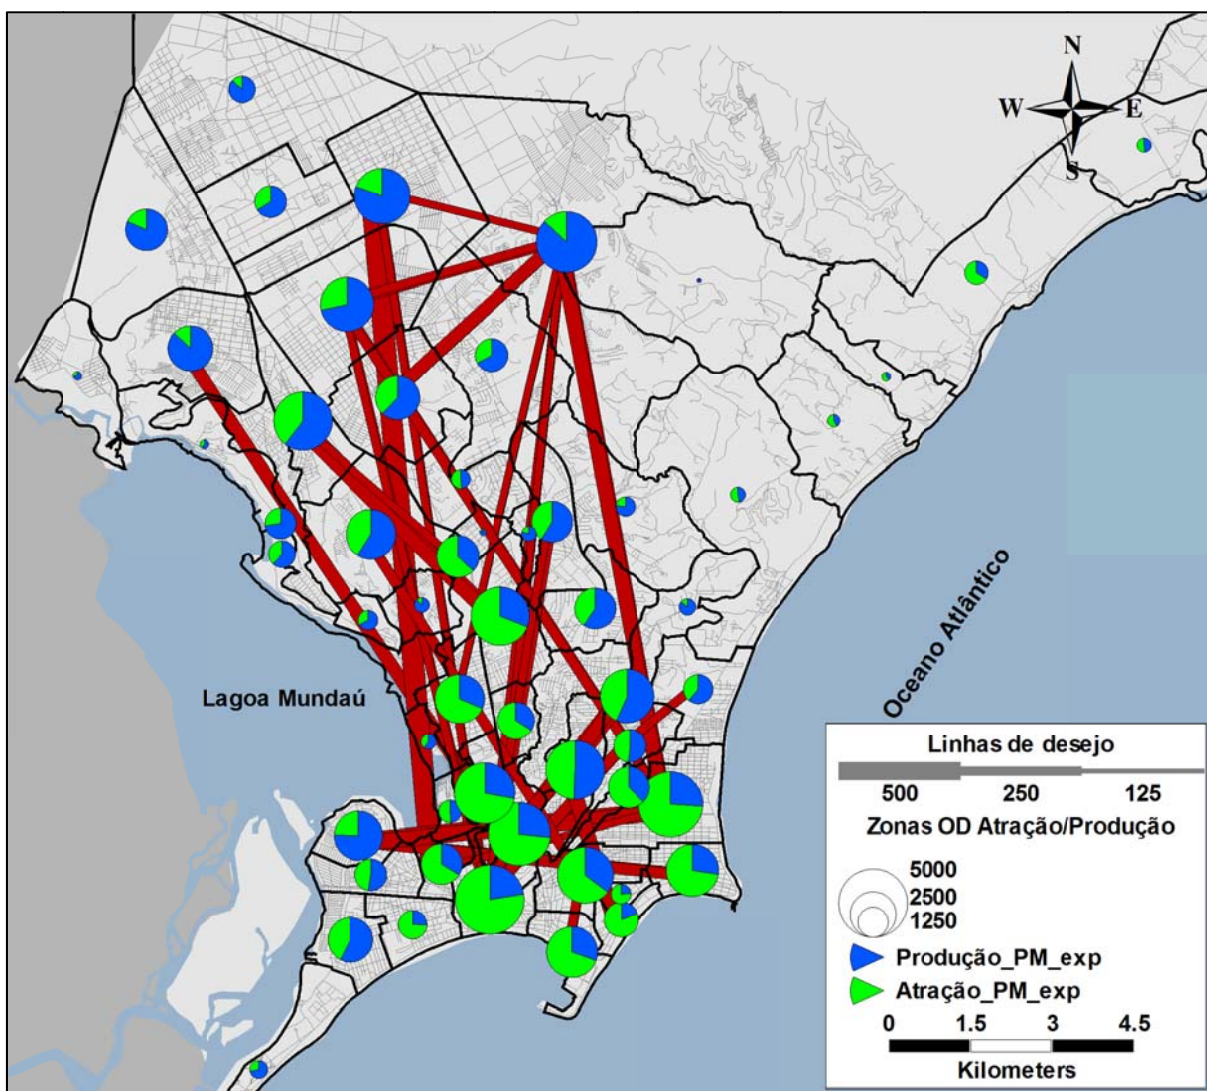 N
W E
S
Oceano Atlântico
Lagoa Mundaú
Linhas de desejo
500 250 125
Zonas OD Atração/Produção
5000
2500
1250
Produção_PM_exp
Atração_PM_exp
0 1.5 3 4.5
Kilometers